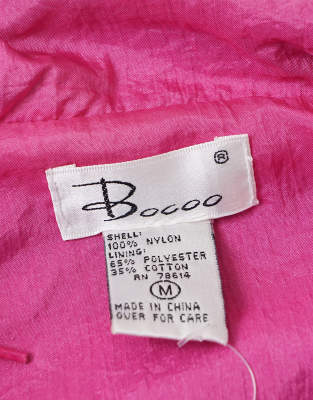 ®
Bocoo
SHELL:
100% NYLON
LINING:
65% POLYESTER
35% COTTON
RN 78614
M
MADE IN CHINA
OVER FOR CARE